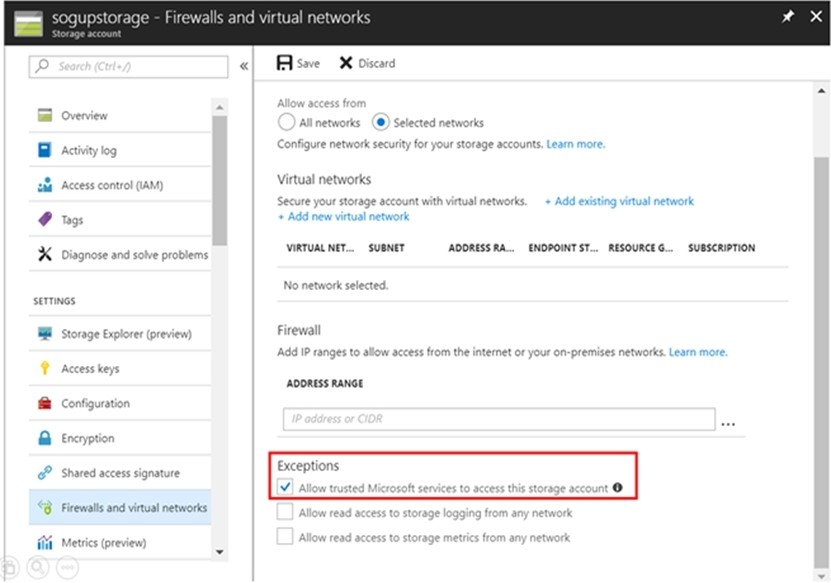 sogupstorage - Firewalls and virtual networks
Storage account
Search (Ctrl+/)
«
Overview
Activity log
Access control (IAM)
Tags
Diagnose and solve problems
SETTINGS
Storage Explorer (preview)
Access keys
Configuration
Encryption
Shared access signature
Firewalls and virtual networks
Metrics (preview)
Save Discard
Allow access from
All networks Selected networks
Configure network security for your storage accounts. Learn more.
Virtual networks
Secure your storage account with virtual networks. + Add existing virtual network
+ Add new virtual network
VIRTUAL NET... SUBNET ADDRESS RA... ENDPOINT ST... RESOURCE G... SUBSCRIPTION
No network selected.
Firewall
Add IP ranges to allow access from the internet or your on-premises networks. Learn more.
ADDRESS RANGE
IP address or CIDR ...
Exceptions
Allow trusted Microsoft services to access this storage account
Allow read access to storage logging from any network
Allow read access to storage metrics from any network